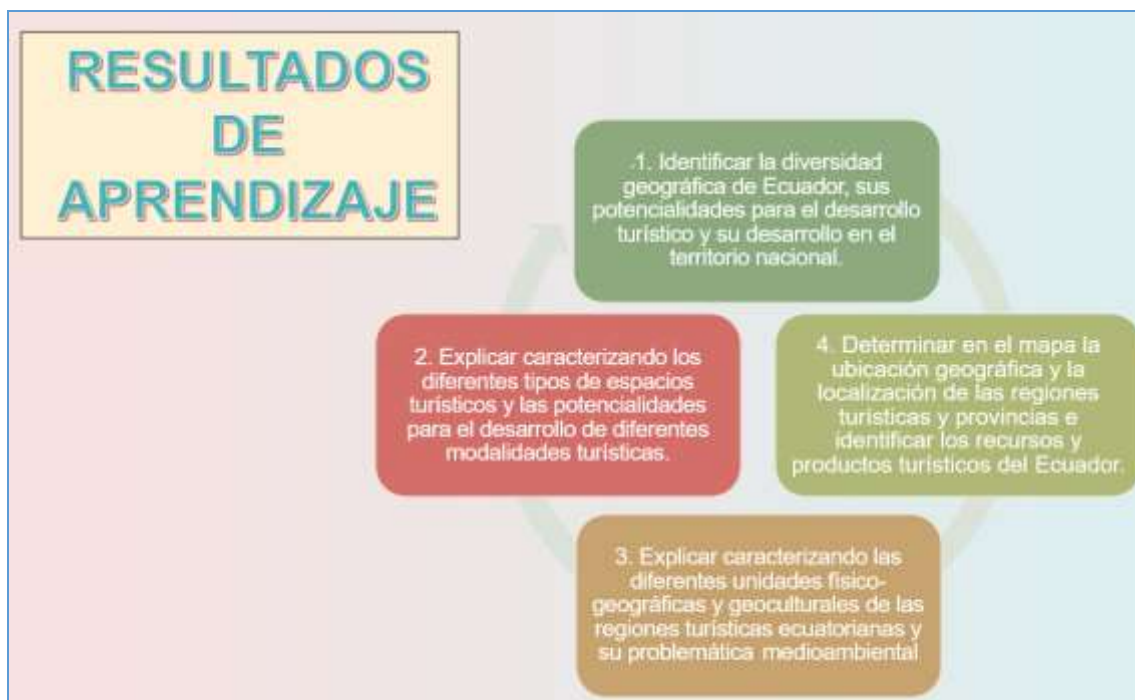 RESULTADOS
DE
APRENDIZAJE
1. Identificar la diversidad
geográfica de Ecuador, sus
potencialidades para el desarrollo
turístico y su desarrollo en el
territorio nacional.
2. Explicar caracterizando los
diferentes tipos de espacios
turísticos y las potencialidades
para el desarrollo de diferentes
modalidades turísticas.
3. Explicar caracterizando las
diferentes unidades físico-
geográficas y geoculturales de las
regiones turísticas ecuatorianas y
su problemática medioambiental
4. Determinar en el mapa la
ubicación geográfica y la
localización de las regiones
turísticas y provincias e
identificar los recursos y
productos turísticos del Ecuador.